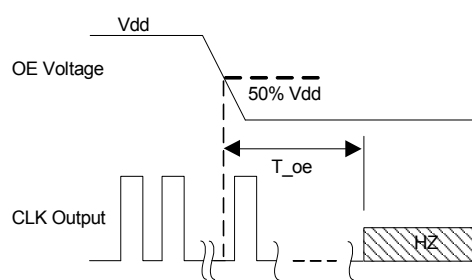 Vdd
OE Voltage
50% Vdd
T_oe
CLK Output
HZ